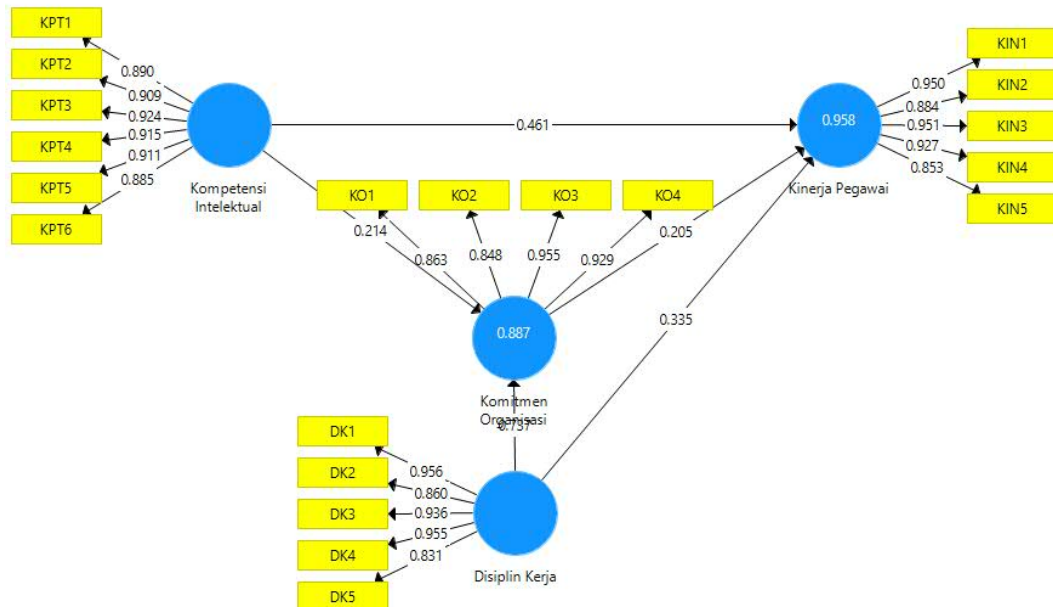 KPT1
KPT2
KPT3
KPT4
KPT5
KPT6
0.890
0.909
0.924
0.915
0.911
0.885
Kompetensi
Intelektual
0.461
0.958
Kinerja Pegawai
KIN1
KIN2
KIN3
KIN4
KIN5
0.950
0.884
0.951
0.927
0.853
KO1
KO2
KO3
KO4
0.214
0.863
0.848
0.955
0.929
0.205
0.887
0.335
Komitmen
Organisasi
0.737
DK1
DK2
DK3
DK4
DK5
0.956
0.860
0.936
0.955
0.831
Disiplin Kerja